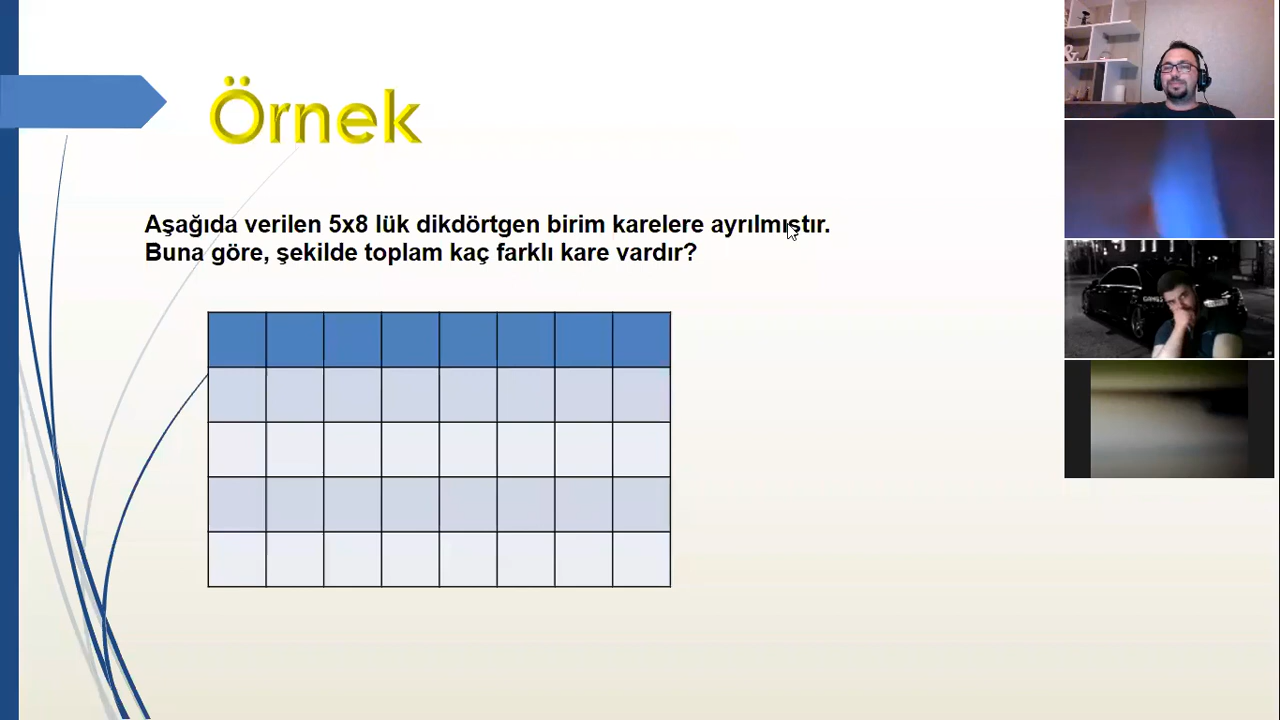 Örnek
Aşağıda verilen 5x8 lük dikdörtgen birim karelere ayrılmıştır.
Buna göre, şekilde toplam kaç farklı kare vardır?